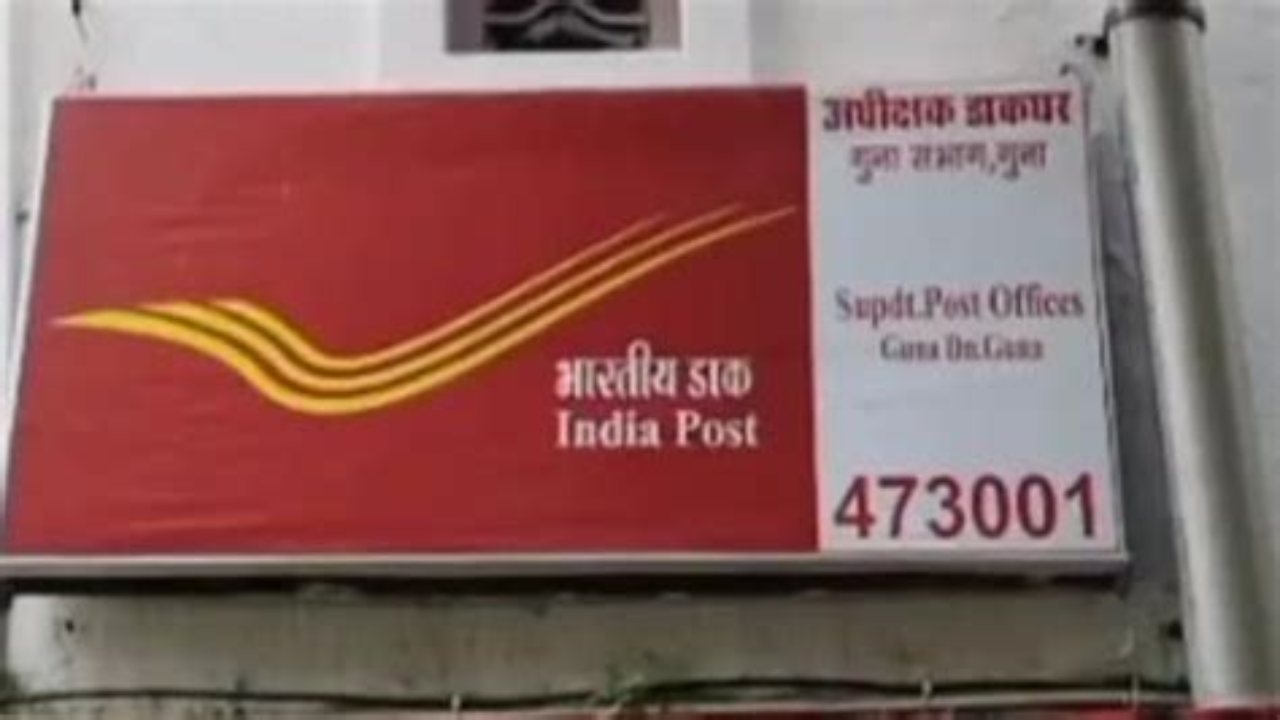 भारतीय डाक
India Post
अधीक्षक डाकघर
गुना संभाग,गुना
Supdt.Post Offices
Guna Dn.Guna
473001